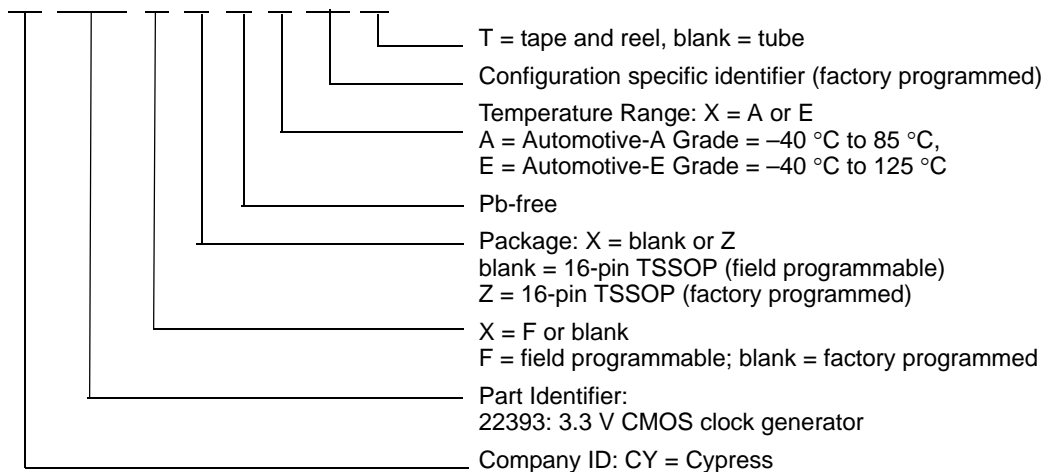 T = tape and reel, blank = tube
Configuration specific identifier (factory programmed)
Temperature Range: X = A or E
A = Automotive-A Grade = –40 °C to 85 °C,
E = Automotive-E Grade = –40 °C to 125 °C
Pb-free
Package: X = blank or Z
blank = 16-pin TSSOP (field programmable)
Z = 16-pin TSSOP (factory programmed)
X = F or blank
F = field programmable; blank = factory programmed
Part Identifier:
22393: 3.3 V CMOS clock generator
Company ID: CY = Cypress